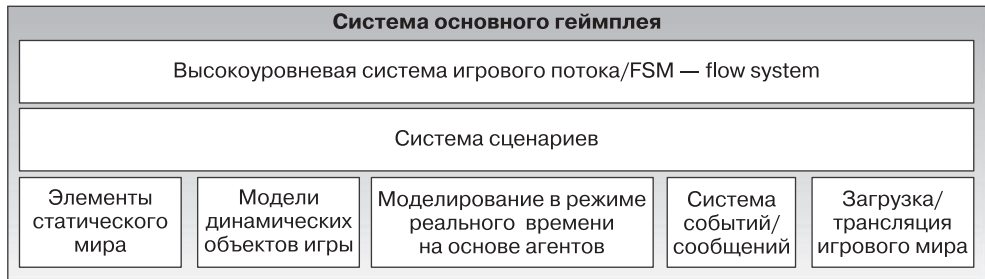 Система основного геймплея
Высокоуровневая система игрового потока/FSM — flow system
Система сценариев
Элементы
статического
мира
Модели
динамических
объектов игры
Моделирование в режиме
реального времени
на основе агентов
Система
событий/
сообщений
Загрузка/
трансляция
игрового мира